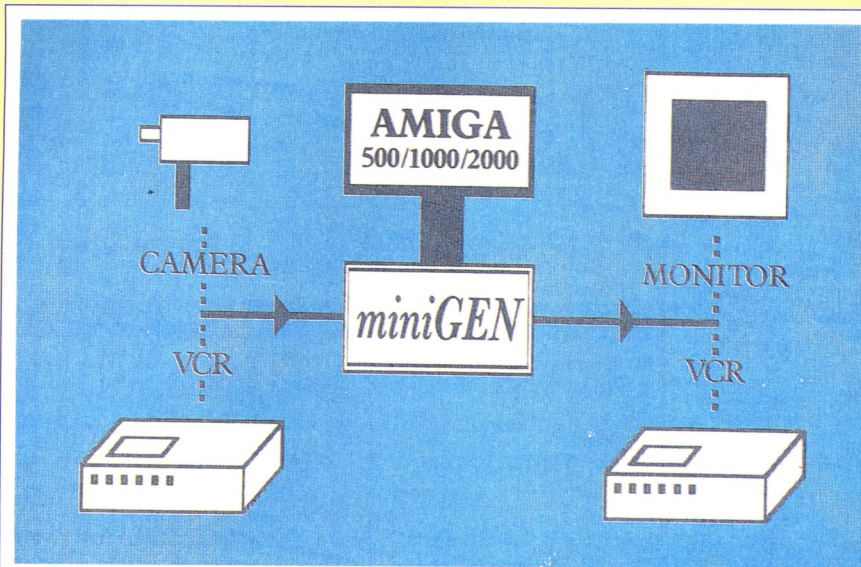 AMIGA
500/1000/2000
CAMERA
MONITOR
miniGEN
VCR
VCR